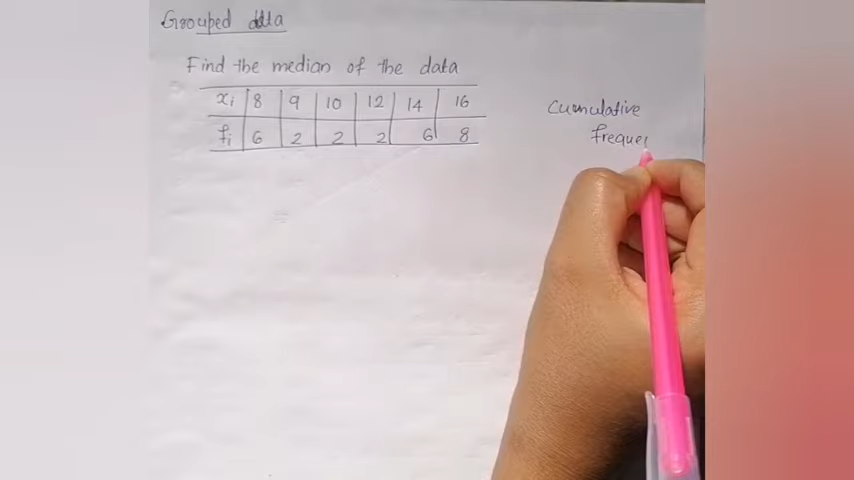 Grouped data
Find the median of the data
xi 8 9 10 12 14 16
fi 6 2 2 2 6 8
Cumulative
freque